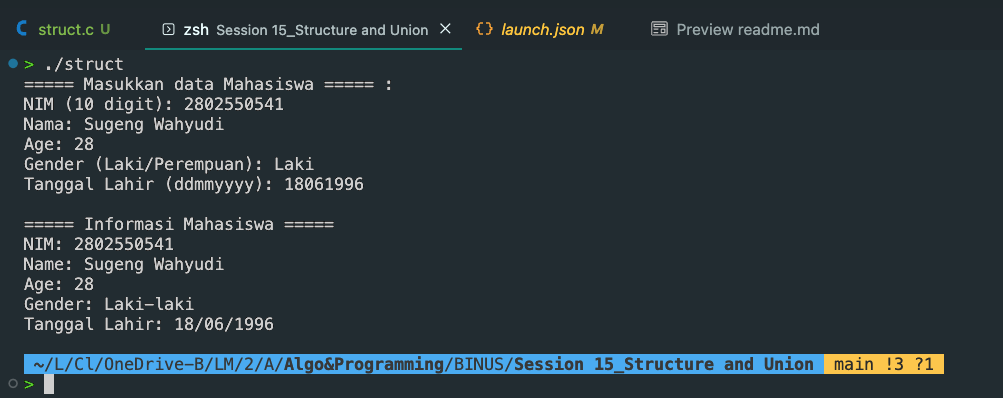 struct.c U
zsh Session 15_Structure and Union ×
{} launch.json M
Preview readme.md
> ./struct
===== Masukkan data Mahasiswa ===== :
NIM (10 digit): 2802550541
Nama: Sugeng Wahyudi
Age: 28
Gender (Laki/Perempuan): Laki
Tanggal Lahir (ddmmyyyy): 18061996
===== Informasi Mahasiswa =====
NIM: 2802550541
Name: Sugeng Wahyudi
Age: 28
Gender: Laki-laki
Tanggal Lahir: 18/06/1996
~/L/Cl/OneDrive-B/LM/2/A/Algo&Programming/BINUS/Session 15_Structure and Union main !3 ?1
>